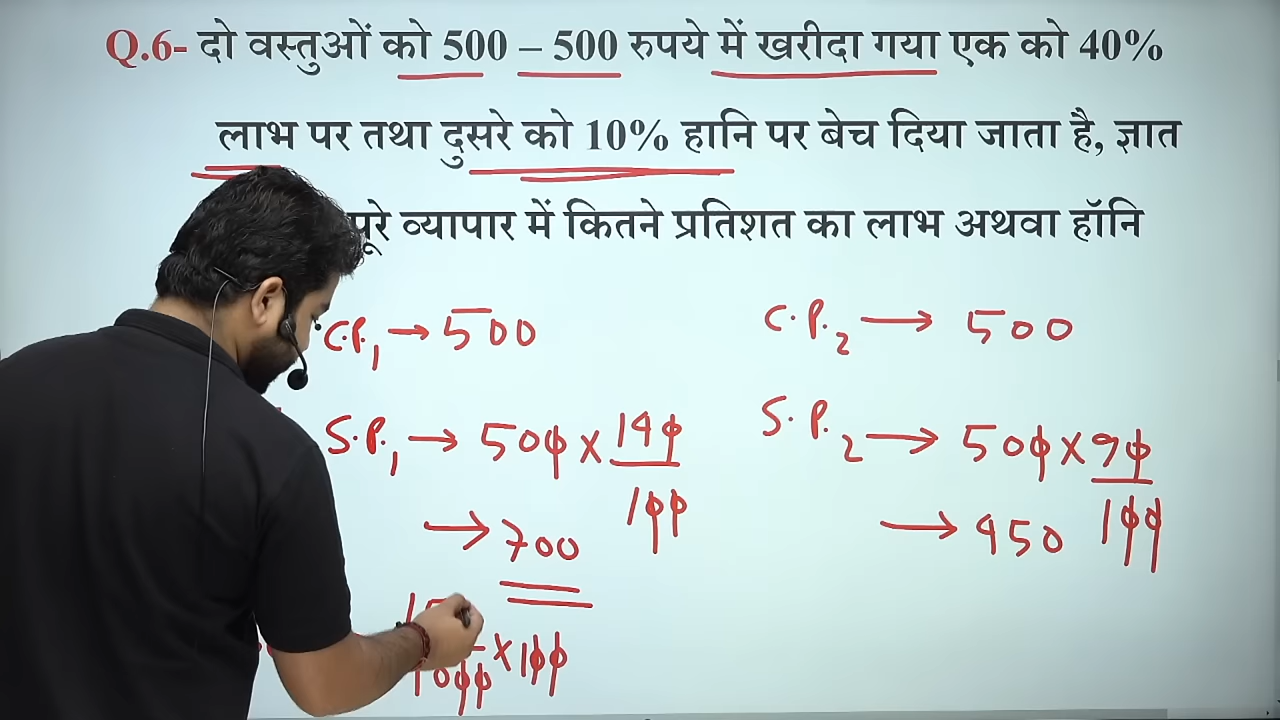 Q.6- दो वस्तुओं को 500 – 500 रुपये में खरीदा गया एक को 40%
लाभ पर तथा दुसरे को 10% हानि पर बेच दिया जाता है, ज्ञात
पूरे व्यापार में कितने प्रतिशत का लाभ अथवा हॉनि
C.P.1 → 500
C.P.2 → 500
S.P.1 → 500 × 140/100
S.P.2 → 500 × 90/100
→ 700
→ 450
1000 × 100